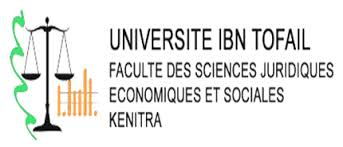 UNIVERSITE IBN TOFAIL
FACULTE DES SCIENCES JURIDIQUES
ECONOMIQUES ET SOCIALES
KENITRA